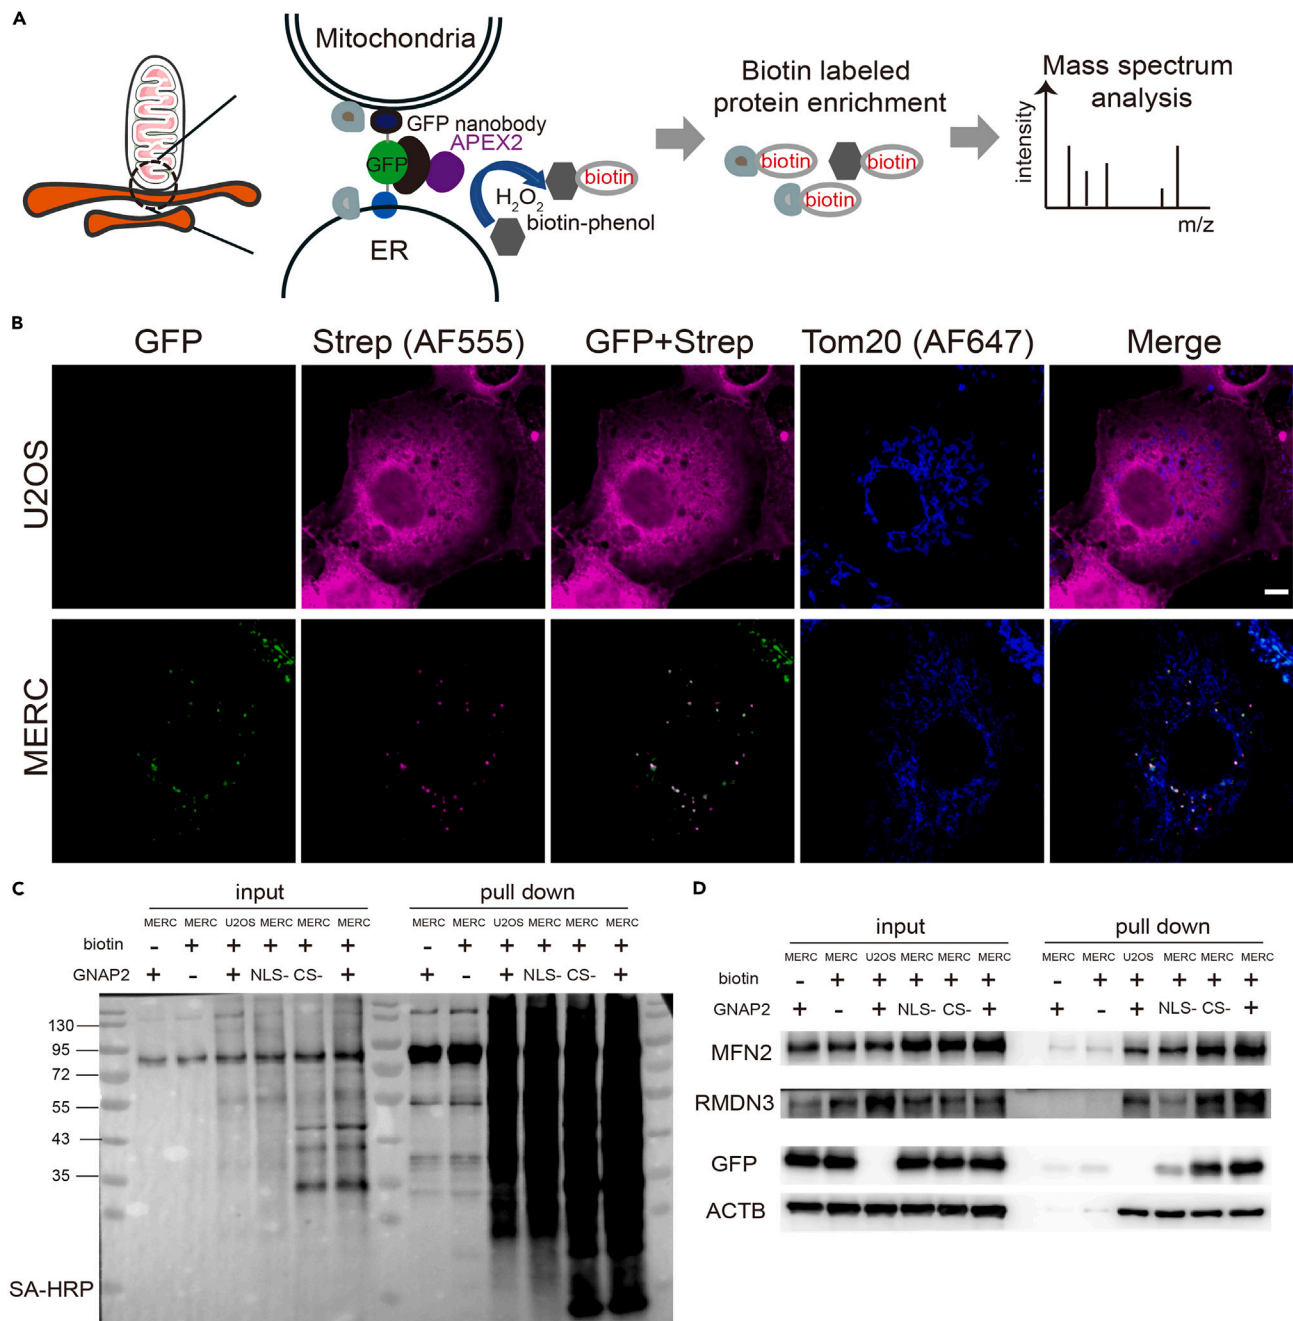 A
Mitochondria
GFP nanobody
APEX2
GFP
biotin
H2O2
biotin-phenol
ER
Biotin labeled
protein enrichment
biotin
biotin
biotin
Mass spectrum
analysis
intensity
m/z
B
GFP Strep (AF555) GFP+Strep Tom20 (AF647) Merge
U2OS
MERC
C
input pull down
MERC MERC U2OS MERC MERC MERC MERC MERC U2OS MERC MERC MERC
biotin - + + + + + - + + + + +
GNAP2 + - + NLS- CS- + + - + NLS- CS- +
130
95
72
55
43
35
SA-HRP
D
input pull down
MERC MERC U2OS MERC MERC MERC MERC MERC U2OS MERC MERC MERC
biotin - + + + + + - + + + + +
GNAP2 + - + NLS- CS- + + - + NLS- CS- +
MFN2
RMDN3
GFP
ACTB